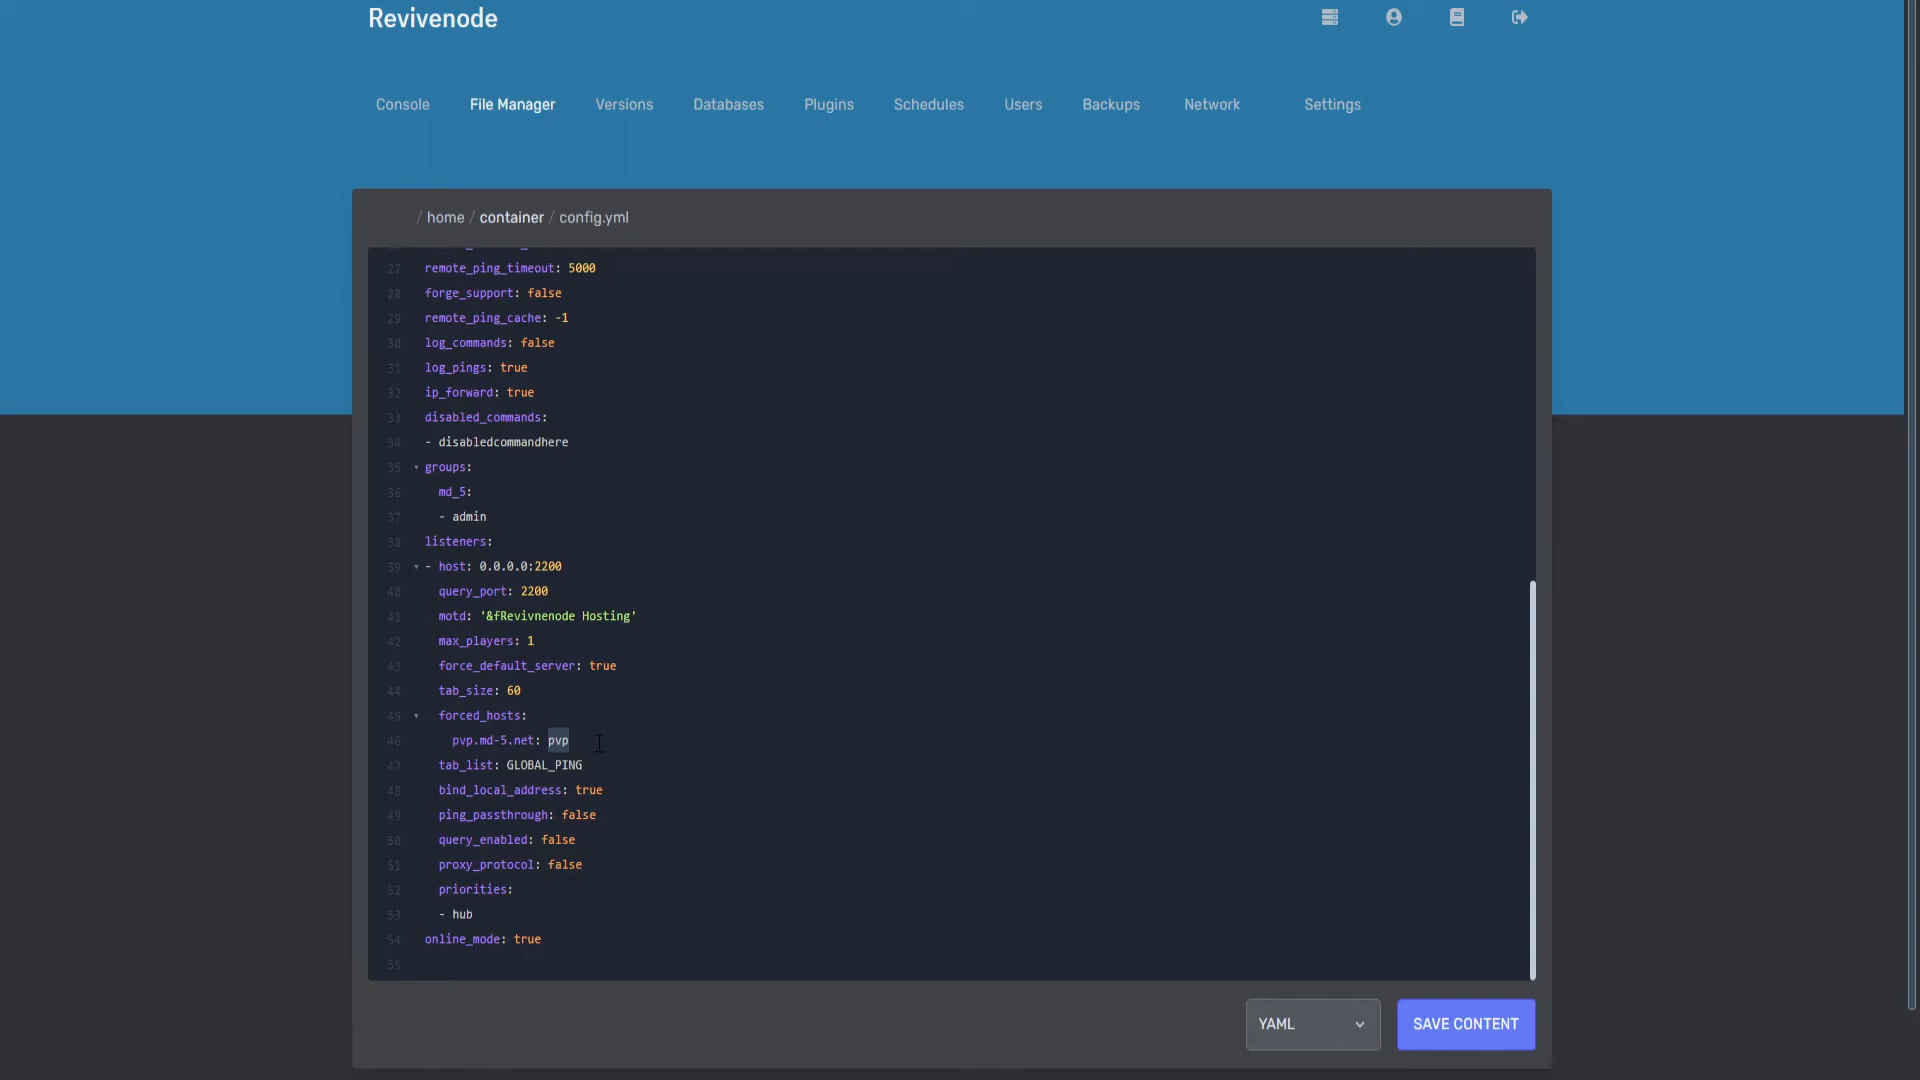 Revivenode
Console File Manager Versions Databases Plugins Schedules Users Backups Network Settings
/ home / container / config.yml
27 remote_ping_timeout: 5000
28 forge_support: false
29 remote_ping_cache: -1
30 log_commands: false
31 log_pings: true
32 ip_forward: true
33 disabled_commands:
34 - disabledcommandhere
35 groups:
36 md_5:
37 - admin
38 listeners:
39 - host: 0.0.0.0:2200
40 query_port: 2200
41 motd: '&fRevivnenode Hosting'
42 max_players: 1
43 force_default_server: true
44 tab_size: 60
45 forced_hosts:
46 pvp.md-5.net: pvp
47 tab_list: GLOBAL_PING
48 bind_local_address: true
49 ping_passthrough: false
50 query_enabled: false
51 proxy_protocol: false
52 priorities:
53 - hub
54 online_mode: true
55
YAML SAVE CONTENT